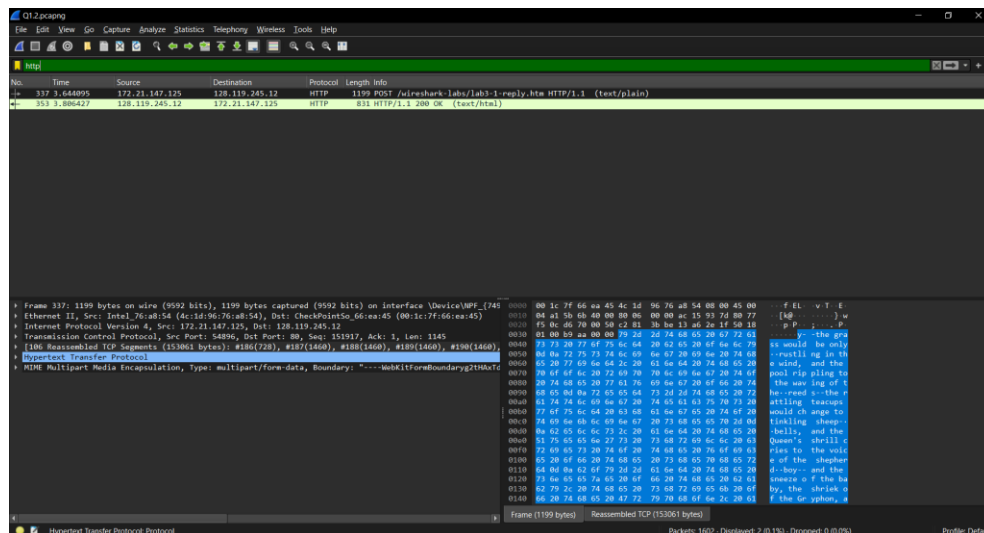 Q1.2.pcapng
File Edit View Go Capture Analyze Statistics Telephony Wireless Tools Help
http
No. Time Source Destination Protocol Length Info
337 3.644095 172.21.147.125 128.119.245.12 HTTP 1199 POST /wireshark-labs/lab3-1-reply.htm HTTP/1.1 (text/plain)
353 3.806427 128.119.245.12 172.21.147.125 HTTP 831 HTTP/1.1 200 OK (text/html)
Frame 337: 1199 bytes on wire (9592 bits), 1199 bytes captured (9592 bits) on interface \Device\NPF_{749
Ethernet II, Src: Intel_76:a8:54 (4c:1d:96:76:a8:54), Dst: CheckPointSo_66:ea:45 (00:1c:7f:66:ea:45)
Internet Protocol Version 4, Src: 172.21.147.125, Dst: 128.119.245.12
Transmission Control Protocol, Src Port: 54896, Dst Port: 80, Seq: 151917, Ack: 1, Len: 1145
[106 Reassembled TCP Segments (153061 bytes): #186(728), #187(1460), #188(1460), #189(1460), #190(1460),
Hypertext Transfer Protocol
MIME Multipart Media Encapsulation, Type: multipart/form-data, Boundary: "----WebKitFormBoundaryg2tHAxTd
0000 00 1c 7f 66 ea 45 4c 1d 96 76 a8 54 08 00 45 00 ···f·EL· ·v·T··E·
0010 04 a1 5b 6b 40 00 80 06 00 00 ac 15 93 7d 80 77 ··[k@··· ·····}·w
0020 f5 0c d6 70 00 50 c2 81 3b be 13 a6 2e 1f 50 18 ···p·P·· ;···.·P·
0030 01 00 b9 aa 00 00 79 2d 2d 74 68 65 20 67 72 61 ······y- -the gra
0040 73 73 20 77 6f 75 6c 64 20 62 65 20 6f 6e 6c 79 ss would be only
0050 0d 0a 72 75 73 74 6c 69 6e 67 20 69 6e 20 74 68 ··rustli ng in th
0060 65 20 77 69 6e 64 2c 20 61 6e 64 20 74 68 65 20 e wind, and the
0070 70 6f 6f 6c 20 72 69 70 70 6c 69 6e 67 20 74 6f pool rip pling to
0080 20 74 68 65 20 77 61 76 69 6e 67 20 6f 66 20 74 the wav ing of t
0090 68 65 0d 0a 72 65 65 64 73 2d 2d 74 68 65 20 72 he··reed s--the r
00a0 61 74 74 6c 69 6e 67 20 74 65 61 63 75 70 73 20 attling teacups
00b0 77 6f 75 6c 64 20 63 68 61 6e 67 65 20 74 6f 20 would ch ange to
00c0 74 69 6e 6b 6c 69 6e 67 20 73 68 65 65 70 2d 0d tinkling sheep-·
00d0 0a 62 65 6c 6c 73 2c 20 61 6e 64 20 74 68 65 20 ·bells, and the
00e0 51 75 65 65 6e 27 73 20 73 68 72 69 6c 6c 20 63 Queen's shrill c
00f0 72 69 65 73 20 74 6f 20 74 68 65 20 76 6f 69 63 ries to the voic
0100 65 20 6f 66 20 74 68 65 20 73 68 65 70 68 65 72 e of the shepher
0110 64 0d 0a 62 6f 79 2d 2d 61 6e 64 20 74 68 65 20 d··boy-- and the
0120 73 6e 65 65 7a 65 20 6f 66 20 74 68 65 20 62 61 sneeze o f the ba
0130 62 79 2c 20 74 68 65 20 73 68 72 69 65 6b 20 6f by, the shriek o
0140 66 20 74 68 65 20 47 72 79 70 68 6f 6e 2c 20 61 f the Gr yphon, a
Frame (1199 bytes) Reassembled TCP (153061 bytes)
Hypertext Transfer Protocol: Protocol Packets: 1602 · Displayed: 2 (0.1%) · Dropped: 0 (0.0%) Profile: Defa